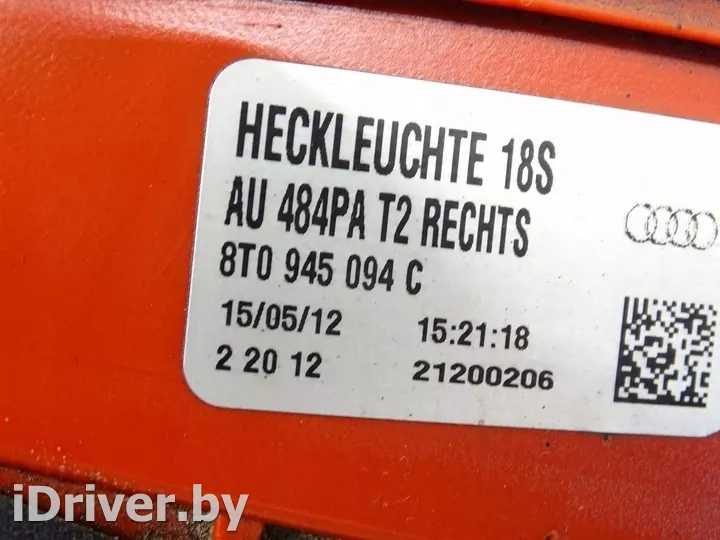 HECKLEUCHTE 18S
AU 484PA T2 RECHTS
8T0 945 094 C
15/05/12 15:21:18
2 20 12 21200206
iDriver.by